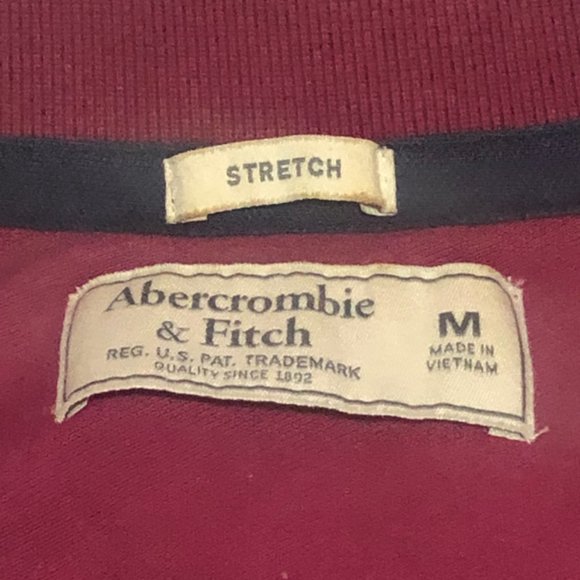 STRETCH
Abercrombie
& Fitch
REG. U.S. PAT. TRADEMARK
QUALITY SINCE 1892
M
MADE IN
VIETNAM